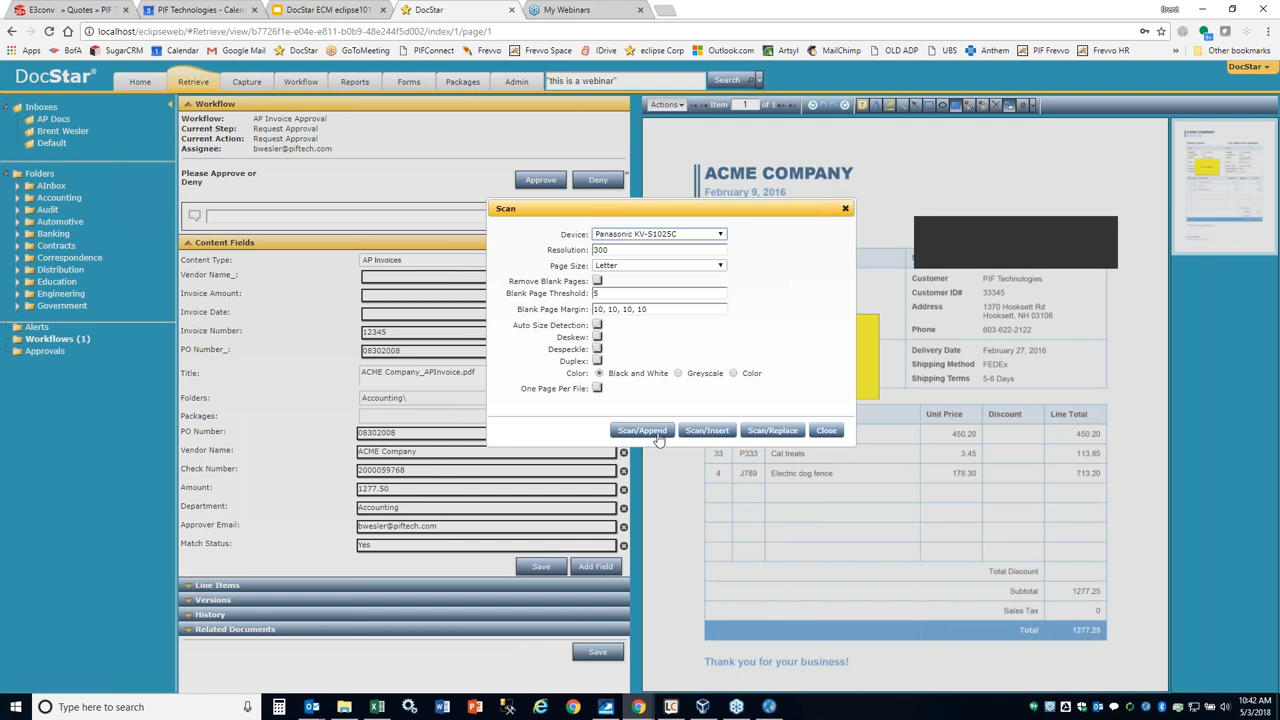 E3conv » Quotes » PIF T
PIF Technologies - Calen
DocStar ECM eclipse101
DocStar
My Webinars
Brent
localhost/eclipseweb/#Retrieve/view/b7726f1e-e04e-e811-b0b9-48e244f5d002/index/1/page/1
Apps
BofA
SugarCRM
Calendar
Google Mail
DocStar
GoToMeeting
PIFConnect
Frevvo
Frevvo Space
IDrive
eclipse Corp
Outlook.com
Artsyl
MailChimp
OLD ADP
UBS
Anthem
PIF Frevvo
Frevvo HR
Other bookmarks
DocStar®
Home
Retrieve
Capture
Workflow
Reports
Forms
Packages
Admin
"this is a webinar"
Search
DocStar
Inboxes
AP Docs
Brent Wesler
Default
Folders
AInbox
Accounting
Audit
Automotive
Banking
Contracts
Correspondence
Distribution
Education
Engineering
Government
Alerts
Workflows (1)
Approvals
Workflow
Workflow: AP Invoice Approval
Current Step: Request Approval
Current Action: Request Approval
Assignee: bwesler@piftech.com
Please Approve or
Deny
Approve
Deny
Content Fields
Content Type: AP Invoices
Vendor Name_:
Invoice Amount:
Invoice Date:
Invoice Number: 12345
PO Number_: 08302008
Title: ACME Company_APInvoice.pdf
Folders: Accounting\
Packages:
PO Number: 08302008
Vendor Name: ACME Company
Check Number: 2000059768
Amount: 1277.50
Department: Accounting
Approver Email: bwesler@piftech.com
Match Status: Yes
Save
Add Field
Line Items
Versions
History
Related Documents
Save
Scan
Device: Panasonic KV-S1025C
Resolution: 300
Page Size: Letter
Remove Blank Pages:
Blank Page Threshold: 5
Blank Page Margin: 10, 10, 10, 10
Auto Size Detection:
Deskew:
Despeckle:
Duplex:
Color: Black and White Greyscale Color
One Page Per File:
Scan/Append
Scan/Insert
Scan/Replace
Close
Actions
Item 1 of 1
ACME COMPANY
February 9, 2016
Customer PIF Technologies
Customer ID# 33345
Address 1370 Hooksett Rd
Hooksett, NH 03106
Phone 603-622-2122
Delivery Date February 27, 2016
Shipping Method FEDEx
Shipping Terms 5-6 Days
Unit Price Discount Line Total
450.20 450.20
33 P333 Cat treats 3.45 113.85
4 J789 Electric dog fence 178.30 713.20
Total Discount
Subtotal 1277.25
Sales Tax 0
Total 1277.25
Thank you for your business!
Type here to search
10:42 AM
5/3/2018